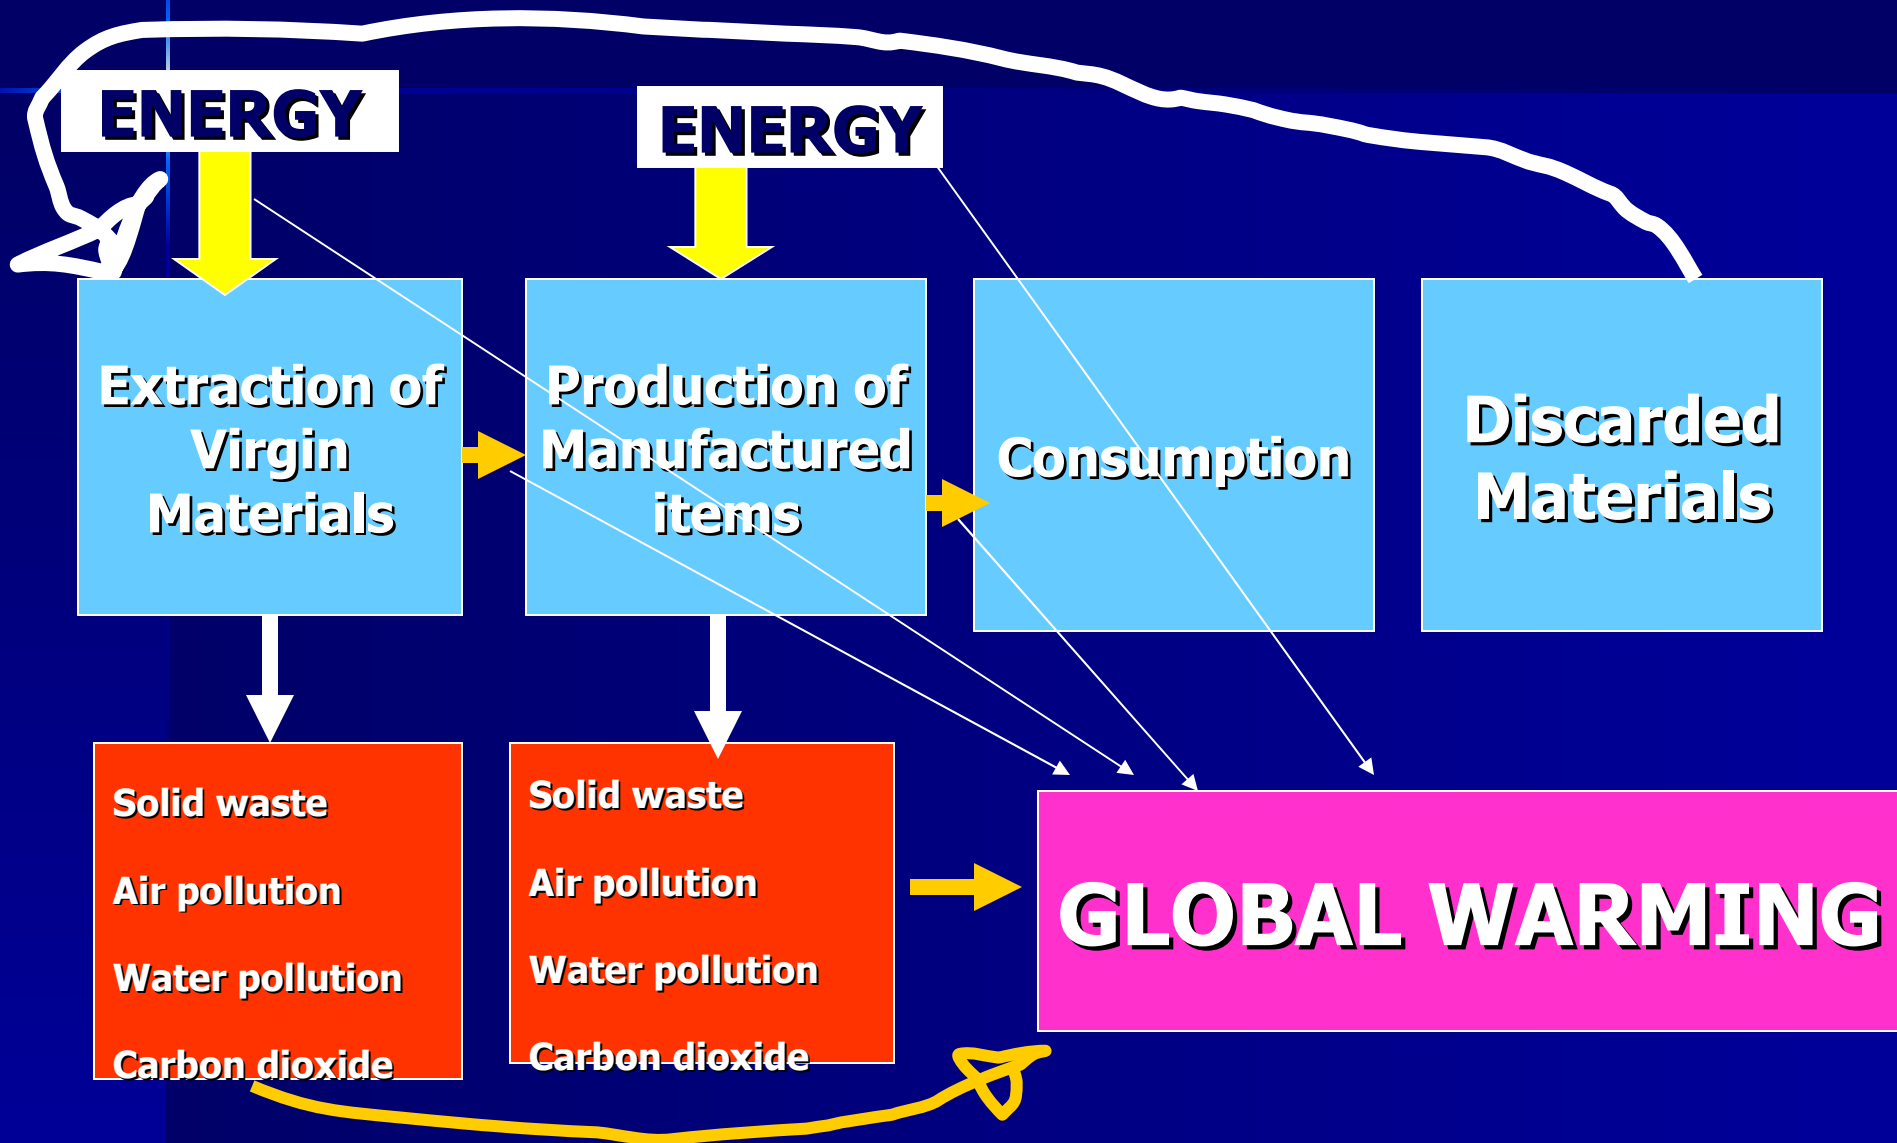 ENERGY
ENERGY
Extraction of
Virgin
Materials
Production of
Manufactured
items
Consumption
Discarded
Materials
Solid waste
Air pollution
Water pollution
Carbon dioxide
Solid waste
Air pollution
Water pollution
Carbon dioxide
GLOBAL WARMING